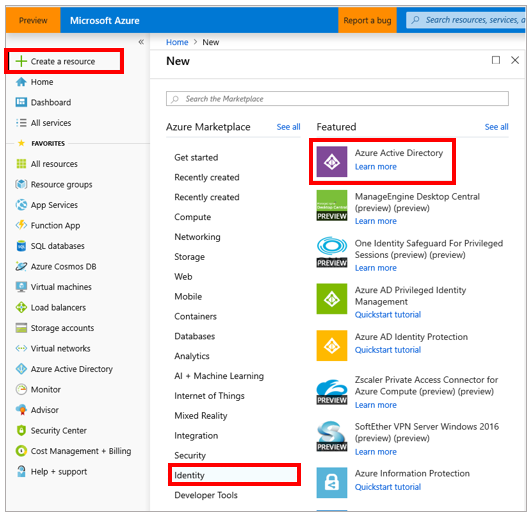 Preview
Microsoft Azure
Report a bug
Search resources, services, a
«
Create a resource
Home
Dashboard
All services
FAVORITES
All resources
Resource groups
App Services
Function App
SQL databases
Azure Cosmos DB
Virtual machines
Load balancers
Storage accounts
Virtual networks
Azure Active Directory
Monitor
Advisor
Security Center
Cost Management + Billing
Help + support
Home > New
New
Search the Marketplace
Azure Marketplace See all
Get started
Recently created
Recently created
Compute
Networking
Storage
Web
Mobile
Containers
Databases
Analytics
AI + Machine Learning
Internet of Things
Mixed Reality
Integration
Security
Identity
Developer Tools
Featured See all
Azure Active Directory
Learn more
PREVIEW
ManageEngine Desktop Central
(preview) (preview)
Learn more
PREVIEW
One Identity Safeguard For Privileged
Sessions (preview) (preview)
Learn more
Azure AD Privileged Identity
Management
Quickstart tutorial
Azure AD Identity Protection
Quickstart tutorial
PREVIEW
Zscaler Private Access Connector for
Azure Compute (preview) (preview)
Learn more
PREVIEW
SoftEther VPN Server Windows 2016
(preview) (preview)
Learn more
Azure Information Protection
Quickstart tutorial